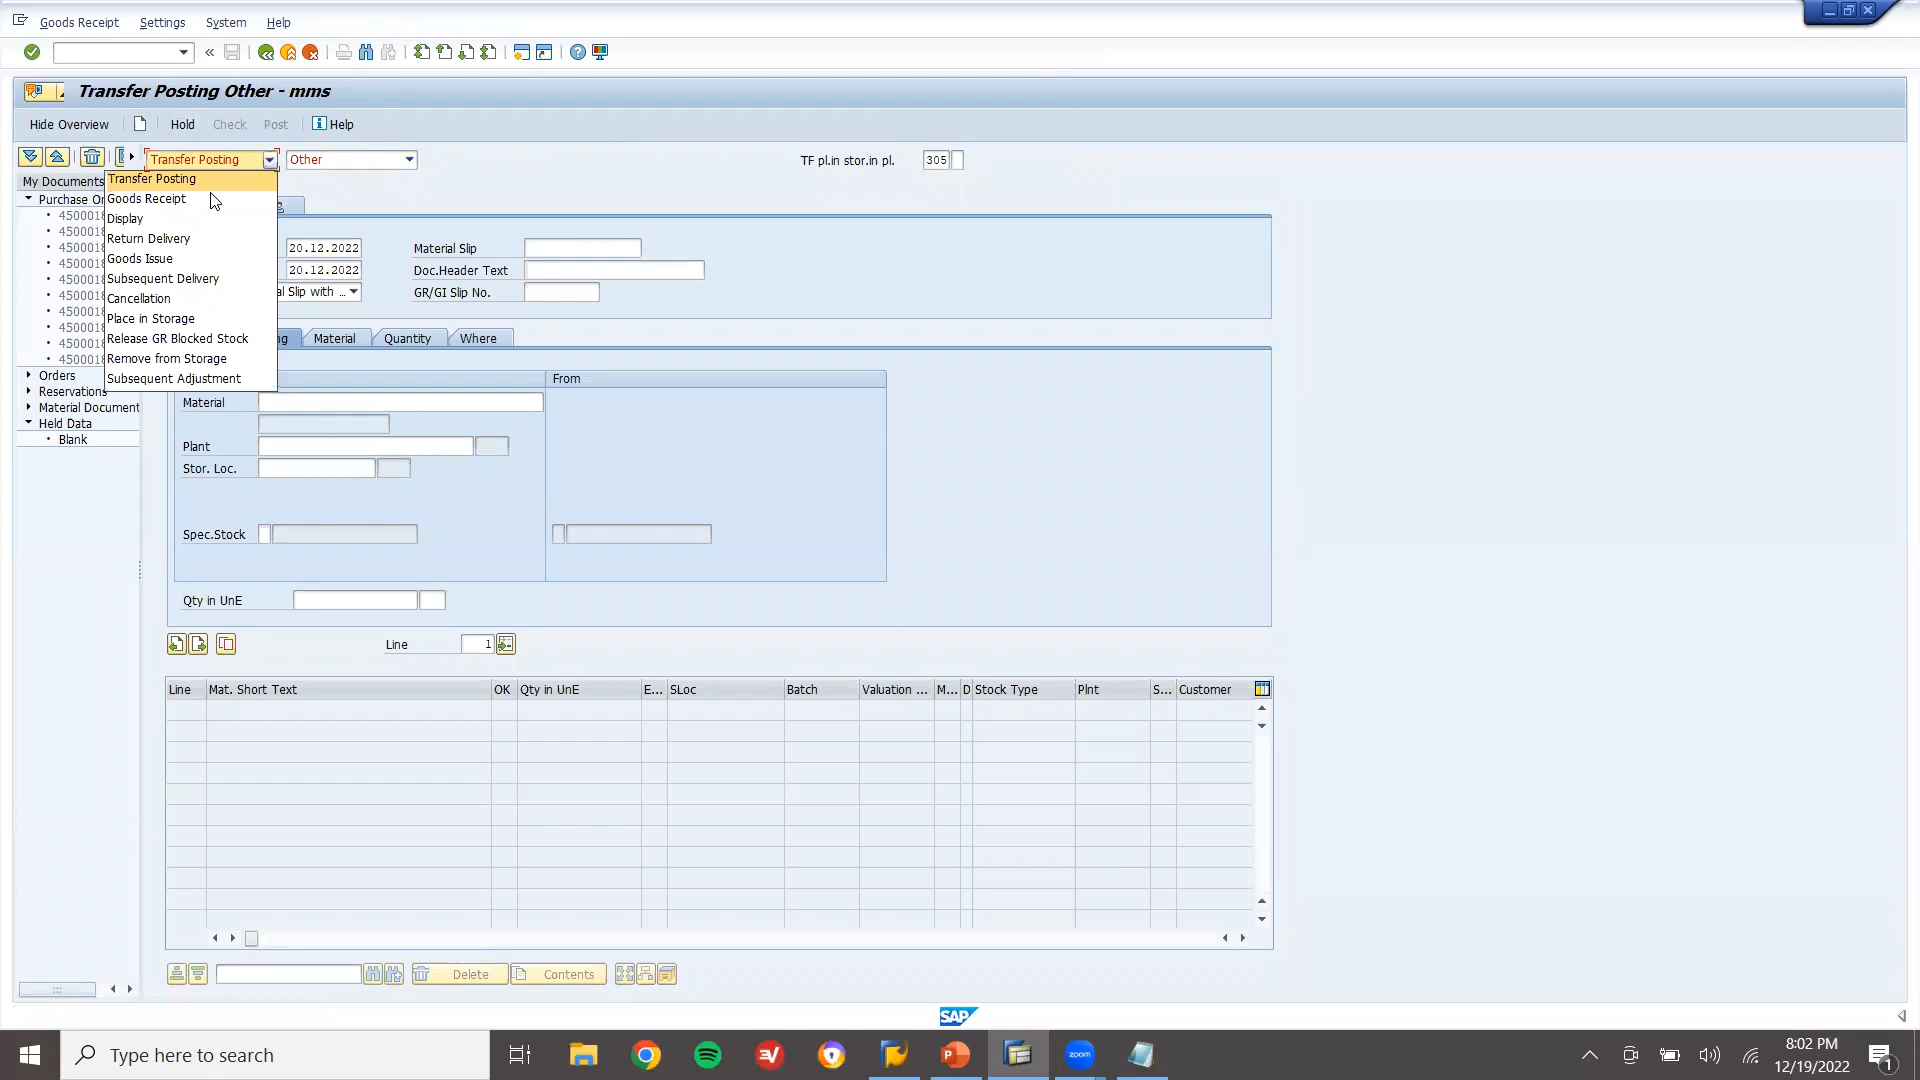 Goods Receipt Settings System Help
Transfer Posting Other - mms
Hide Overview Hold Check Post Help
Transfer Posting Other TF pl.in stor.in pl. 305
Transfer Posting
My Documents
Goods Receipt
Purchase Or
Display
Return Delivery
Goods Issue
Subsequent Delivery
Cancellation
Place in Storage
Release GR Blocked Stock
Remove from Storage
Subsequent Adjustment
450001
450001
450001
450001
450001
450001
450001
450001
450001
450001
Orders
Reservations
Material Document
Held Data
Blank
20.12.2022 Material Slip
20.12.2022 Doc.Header Text
al Slip with ... GR/GI Slip No.
Material Quantity Where
From
Material
Plant
Stor. Loc.
Spec.Stock
Qty in UnE
Line 1
Line Mat. Short Text OK Qty in UnE E... SLoc Batch Valuation ... M... D Stock Type Plnt S... Customer
Delete Contents
SAP
Type here to search
zoom
8:02 PM
12/19/2022
1